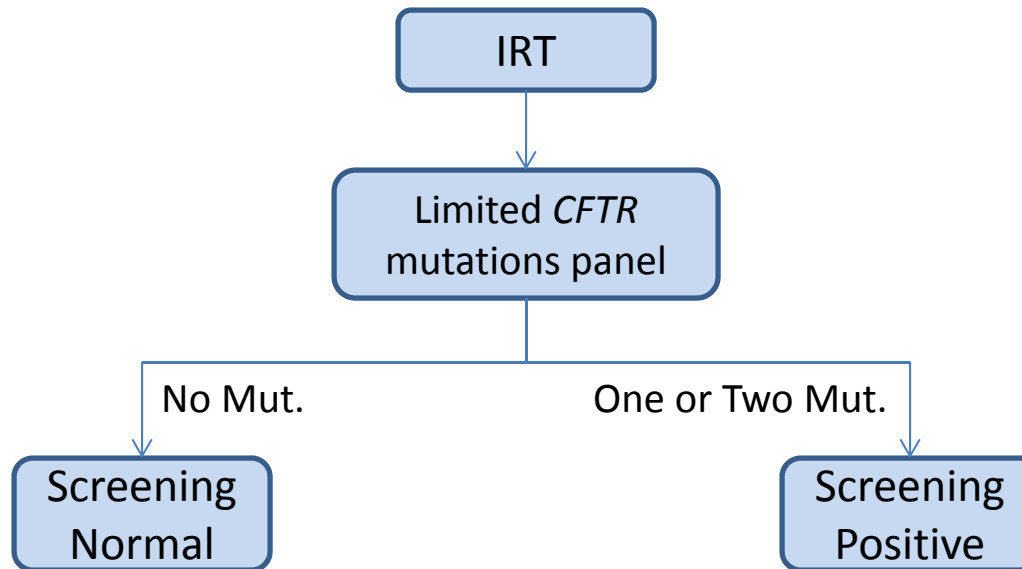 IRT
Limited CFTR
mutations panel
No Mut.
One or Two Mut.
Screening
Normal
Screening
Positive